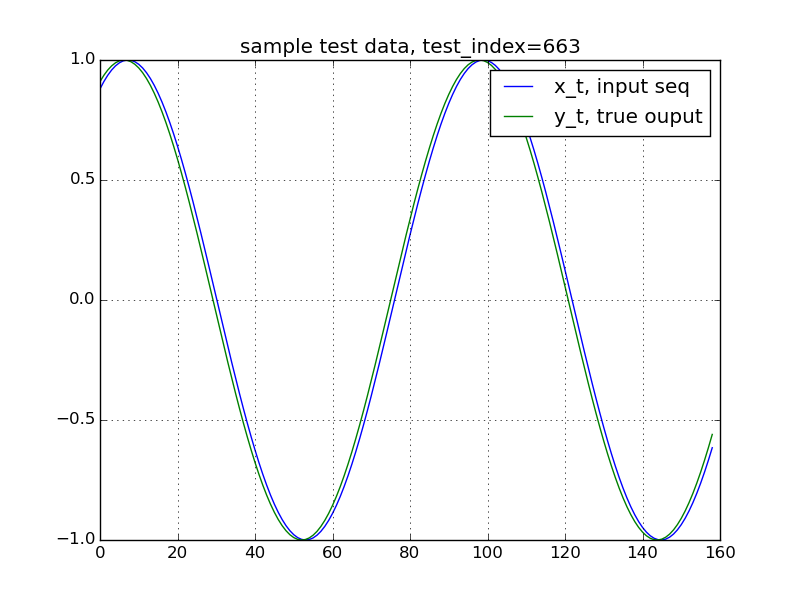 sample test data, test_index=663
x_t, input seq
y_t, true ouput
1.0
0.5
0.0
−0.5
−1.0
0 20 40 60 80 100 120 140 160